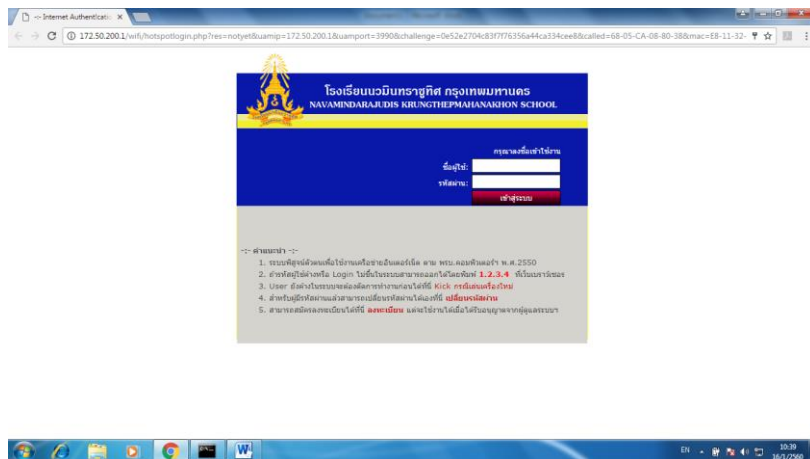 -:- Internet Authenticatio
172.50.200.1/wifi/hotspotlogin.php?res=notyet&uamip=172.50.200.1&uamport=3990&challenge=0e52e2704c83f7f76356a44ca334cee8&called=68-05-CA-08-80-38&mac=E8-11-32-
โรงเรียนนวมินทราชูทิศ กรุงเทพมหานคร
NAVAMINDARAJUDIS KRUNGTHEPMAHANAKHON SCHOOL
กรุณาลงชื่อเข้าใช้งาน
ชื่อผู้ใช้:
รหัสผ่าน:
เข้าสู่ระบบ
-:- คำแนะนำ -:-
1. ระบบพิสูจน์ตัวตนเพื่อใช้งานเครือข่ายอินเตอร์เน็ต ตาม พรบ.คอมพิวเตอร์ฯ พ.ศ.2550
2. ถ้ารหัสผู้ใช้ค้างหรือ Login ไม่ขึ้นในระบบสามารถออกได้โดยพิมพ์ 1.2.3.4 ที่เว็บเบราว์เซอร์
3. User ยังค้างในระบบจะต้องตัดการทำงานก่อนได้ที่นี่ Kick กรณีเล่นเครื่องใหม่
4. สำหรับผู้มีรหัสผ่านแล้วสามารถเปลี่ยนรหัสผ่านได้เองที่นี่ เปลี่ยนรหัสผ่าน
5. สามารถสมัครลงทะเบียนได้ที่นี่ ลงทะเบียน แต่จะใช้งานได้เมื่อได้รับอนุญาตจากผู้ดูแลระบบฯ
EN
10:39
16/1/2560